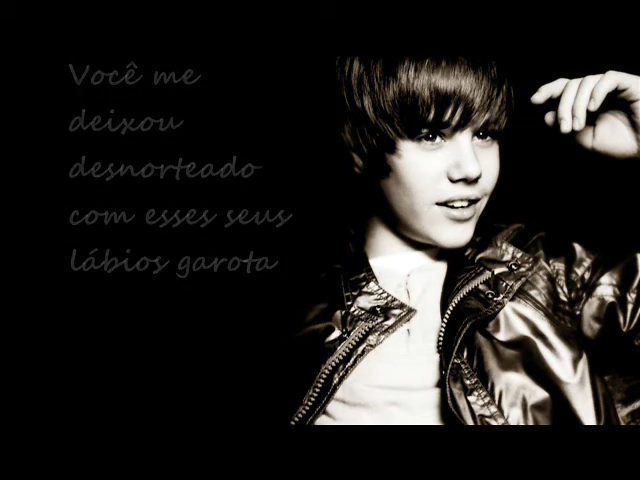 Você me
deixou
desnorteado
com esses seus
lábios garota